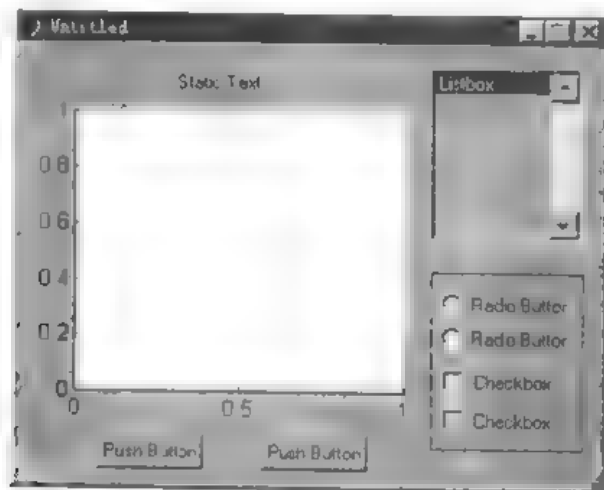 Untitled
Static Text
Listbox
1
0.8
0.6
0.4
0.2
0
0
0.5
1
Radio Button
Radio Button
Checkbox
Checkbox
Push Button
Push Button